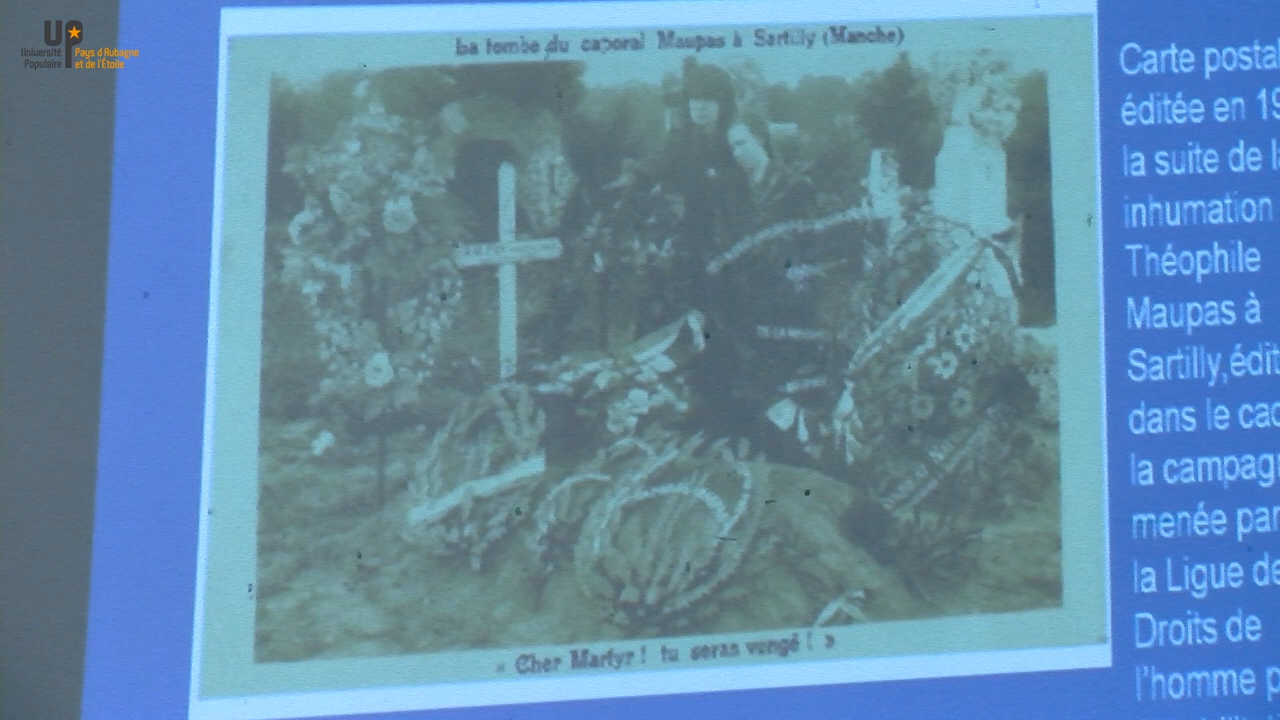 UP
Université
Populaire
Pays d'Aubagne
et de l'Étoile
La tombe du caporal Maupas à Sartilly (Manche)
« Cher Martyr ! tu seras vengé ! »
Carte postal
éditée en 19
la suite de l
inhumation
Théophile
Maupas à
Sartilly,édit
dans le cad
la campagn
menée par
la Ligue de
Droits de
l'homme p